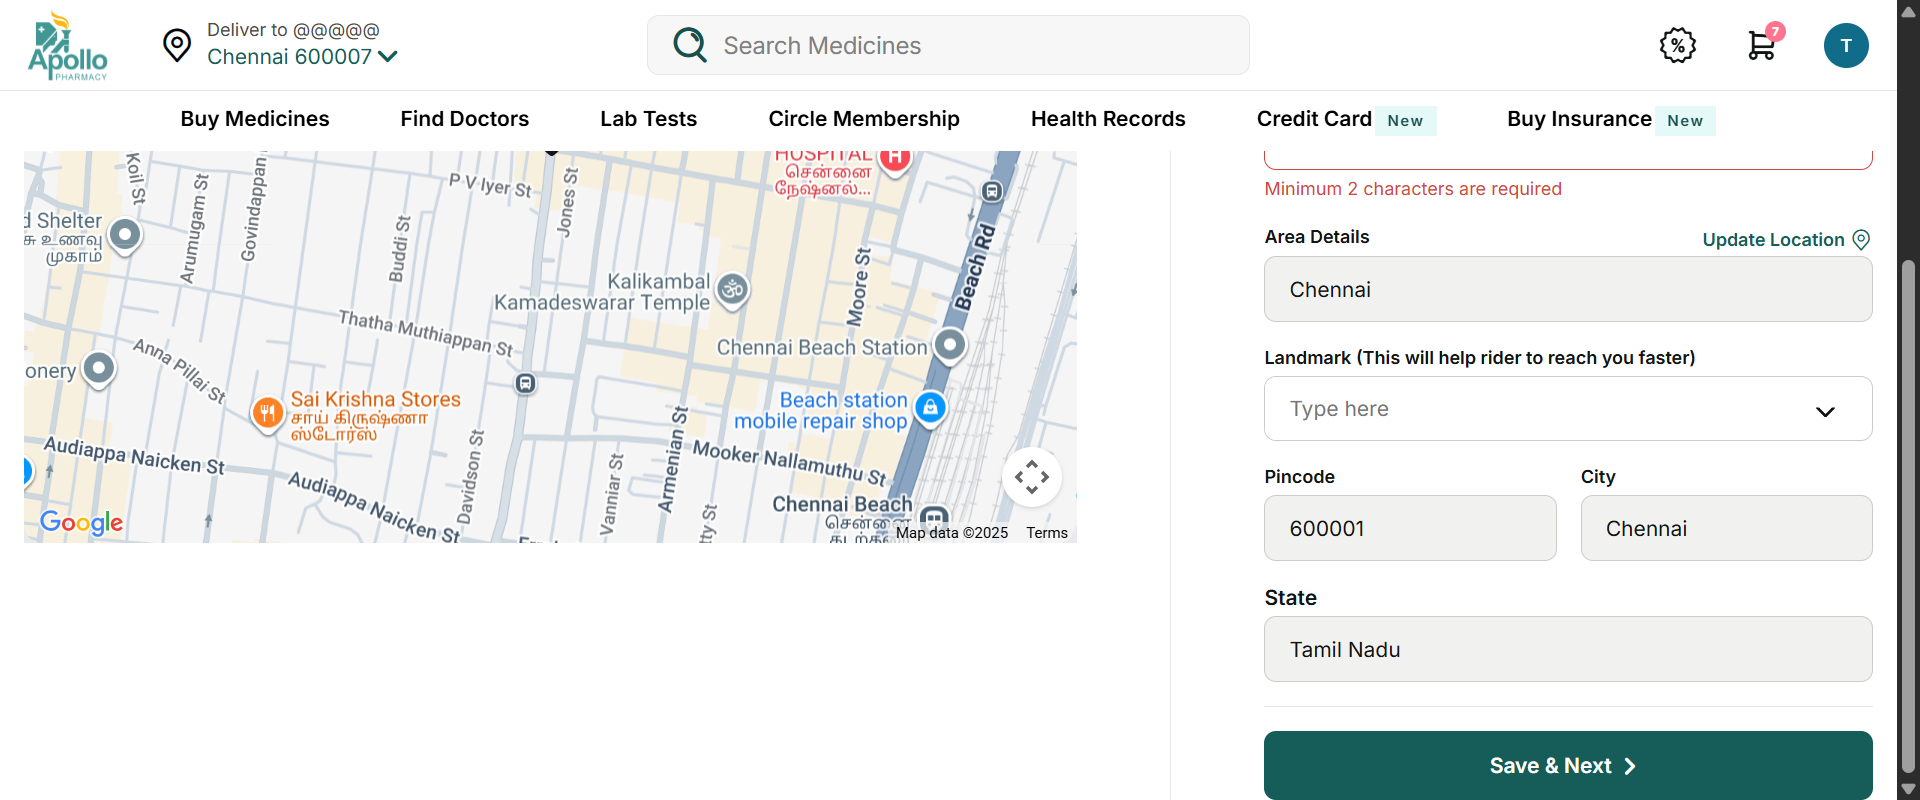 Apollo
PHARMACY
Deliver to @@@@@
Chennai 600007
Search Medicines
%
7
T
Buy Medicines
Find Doctors
Lab Tests
Circle Membership
Health Records
Credit Card New
Buy Insurance New
Koil St
Arumugam St
Govindappan
P V Iyer St
Jones St
HOSPITAL
சென்னை
நேஷனல்...
H
d Shelter
சு உணவு
முகாம்
Buddi St
Kalikambal
Kamadeswarar Temple
Moore St
Beach Rd
Thatha Muthiappan St
Chennai Beach Station
onery
Anna Pillai St
Sai Krishna Stores
சாய் கிருஷ்ணா
ஸ்டோர்ஸ்
Beach station
mobile repair shop
Audiappa Naicken St
Audiappa Naicken St
Davidson St
Vanniar St
Armenian St
Mooker Nallamuthu St
tty St
Chennai Beach
சென்னை
Google
Map data ©2025
Terms
Minimum 2 characters are required
Area Details
Update Location
Chennai
Landmark (This will help rider to reach you faster)
Type here
Pincode
City
600001
Chennai
State
Tamil Nadu
Save & Next